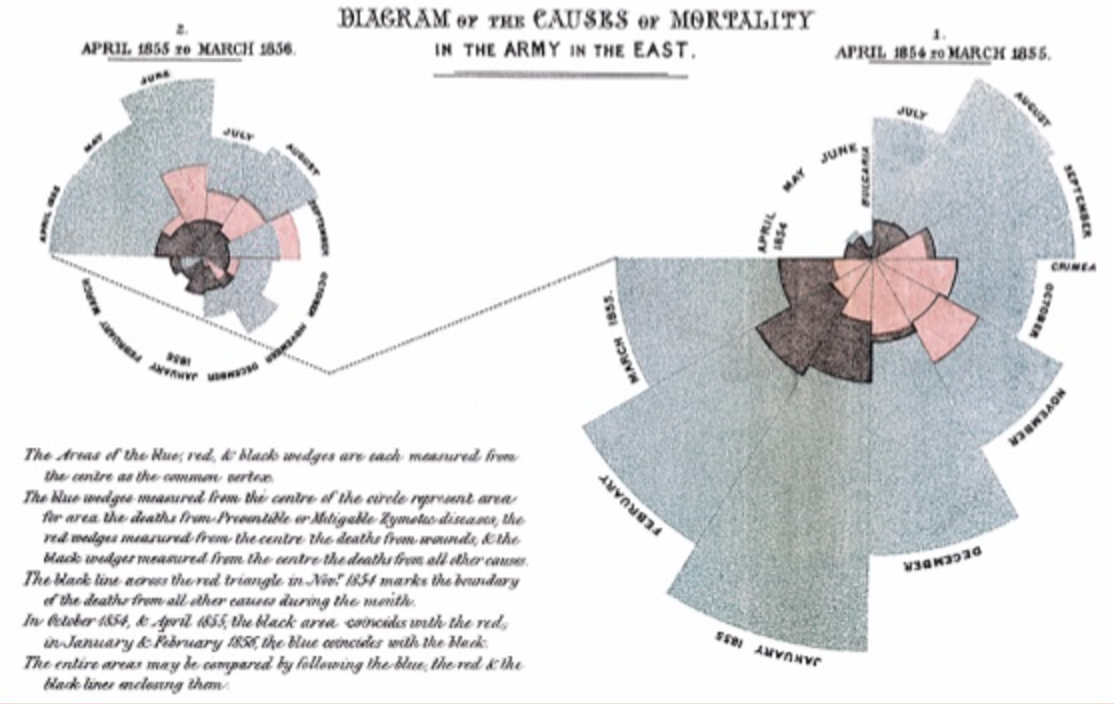 DIAGRAM OF THE CAUSES OF MORTALITY
IN THE ARMY IN THE EAST.
2.
APRIL 1855 TO MARCH 1856.
1.
APRIL 1854 TO MARCH 1855.
APRIL 1855
MAY
JUNE
JULY
AUGUST
SEPTEMBER
OCTOBER
NOVEMBER
DECEMBER
JANUARY
1856
FEBRUARY
MARCH
APRIL
1854
MAY
JUNE
BULGARIA
JULY
AUGUST
SEPTEMBER
CRIMEA
OCTOBER
NOVEMBER
DECEMBER
JANUARY 1855
FEBRUARY
MARCH 1855.
The Areas of the blue, red, & black wedges are each measured from
the centre as the common vertex.
The blue wedges measured from the centre of the circle represent area
for area the deaths from Preventible or Mitigable Zymotic diseases, the
red wedges measured from the centre the deaths from wounds, & the
black wedges measured from the centre the deaths from all other causes.
The black line across the red triangle in Novr. 1854 marks the boundary
of the deaths from all other causes during the month.
In October 1854, & April 1855, the black area coincides with the red,
in January & February 1856, the blue coincides with the black.
The entire areas may be compared by following the blue, the red & the
black lines enclosing them.